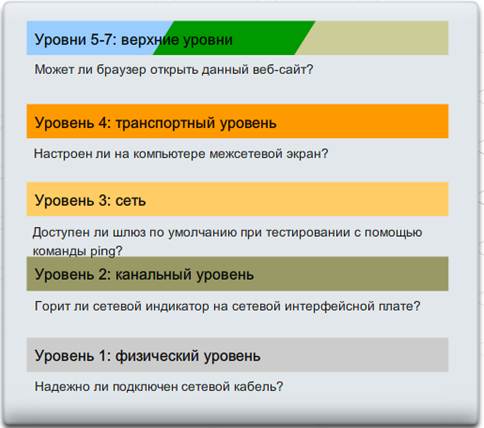 Уровни 5-7: верхние уровни
Может ли браузер открыть данный веб-сайт?
Уровень 4: транспортный уровень
Настроен ли на компьютере межсетевой экран?
Уровень 3: сеть
Доступен ли шлюз по умолчанию при тестировании с помощью
команды ping?
Уровень 2: канальный уровень
Горит ли сетевой индикатор на сетевой интерфейсной плате?
Уровень 1: физический уровень
Надежно ли подключен сетевой кабель?